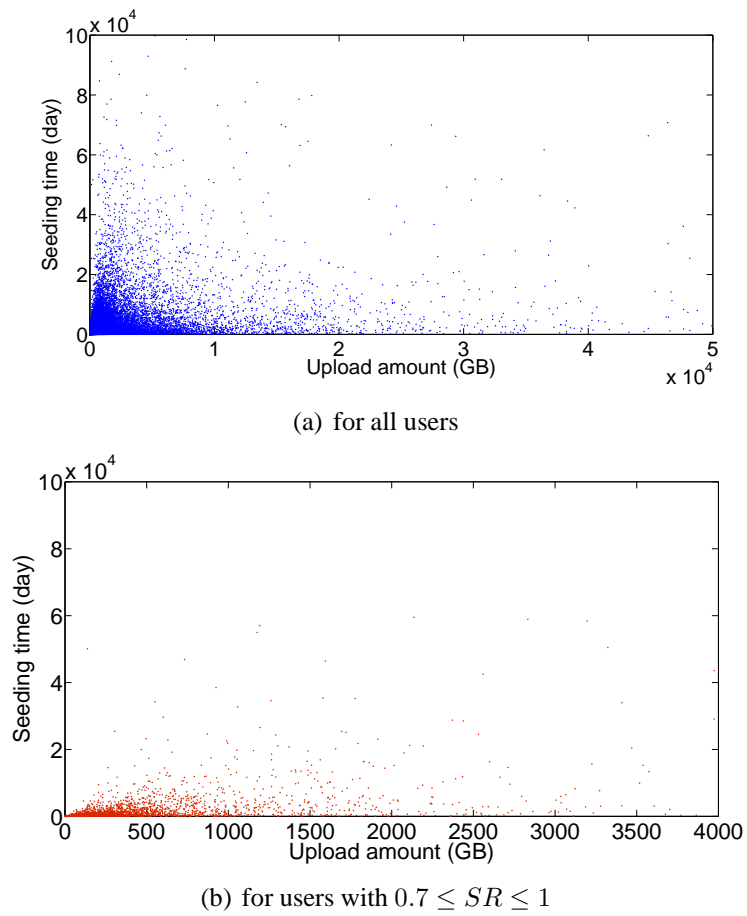 10 x 10^4
8
6
4
2
0
Seeding time (day)
0 1 2 3 4 5
Upload amount (GB)
x 10^4
(a) for all users
10 x 10^4
8
6
4
2
0
Seeding time (day)
0 500 1000 1500 2000 2500 3000 3500 4000
Upload amount (GB)
(b) for users with 0.7 ≤ SR ≤ 1